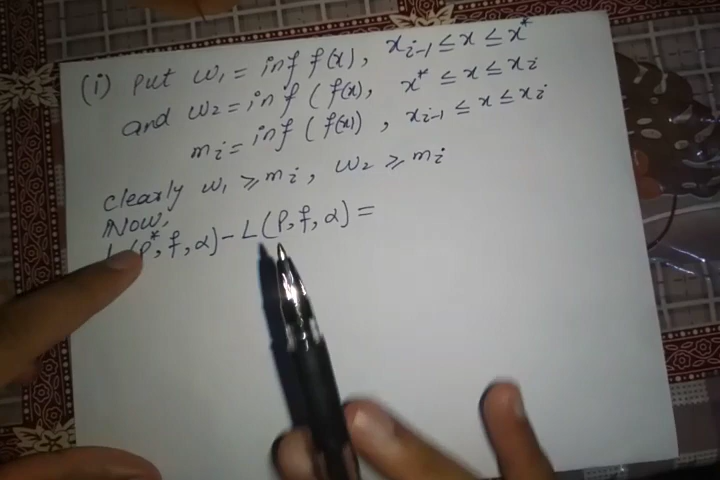 (i) Put w₁ = inf f(x), xᵢ₋₁ ≤ x ≤ x*
and w₂ = inf (f(x), x* ≤ x ≤ xᵢ
mᵢ = inf (f(x)), xᵢ₋₁ ≤ x ≤ xᵢ
Clearly w₁ ⩾ mᵢ, w₂ ⩾ mᵢ
Now,
L(P*, f, α) - L(P, f, α) =